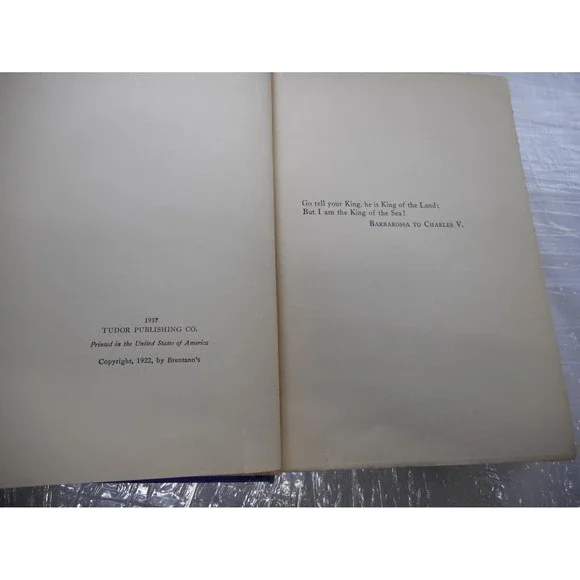 1937
TUDOR PUBLISHING CO.
Printed in the United States of America
Copyright, 1922, by Brentano's
Go tell your King, he is King of the Land;
But I am the King of the Sea!
BARBAROSSA TO CHARLES V.